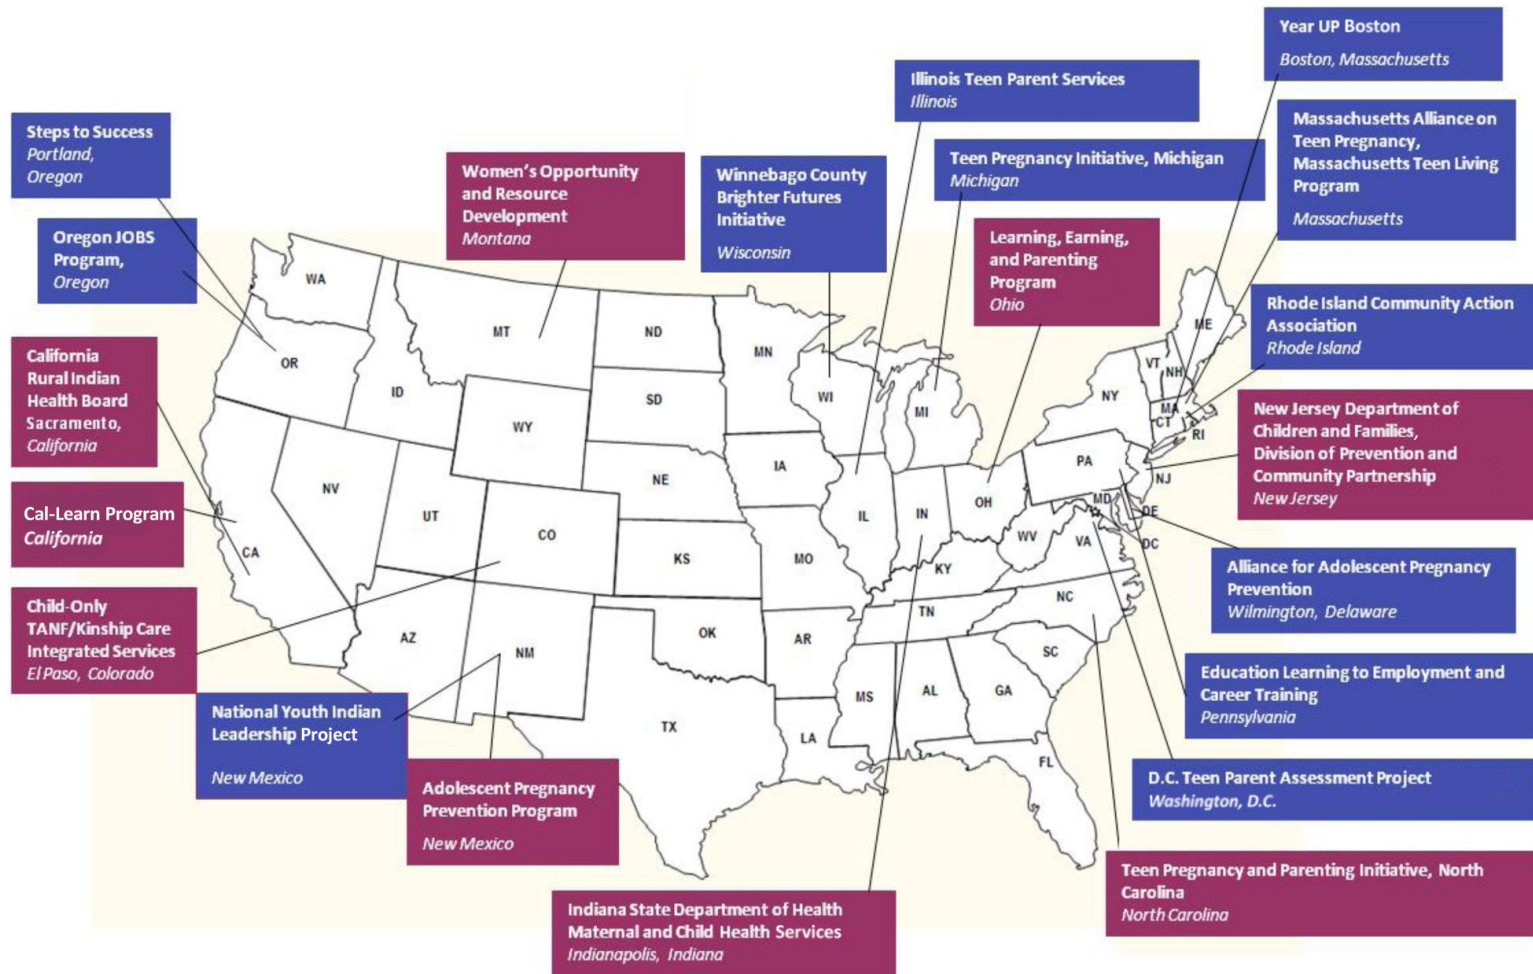 Year UP Boston
Boston, Massachusetts
Illinois Teen Parent Services
Illinois
Massachusetts Alliance on
Teen Pregnancy,
Massachusetts Teen Living
Program
Massachusetts
Steps to Success
Portland,
Oregon
Teen Pregnancy Initiative, Michigan
Michigan
Women's Opportunity
and Resource
Development
Montana
Winnebago County
Brighter Futures
Initiative
Wisconsin
Oregon JOBS
Program,
Oregon
Learning, Earning,
and Parenting
Program
Ohio
Rhode Island Community Action
Association
Rhode Island
California
Rural Indian
Health Board
Sacramento,
California
New Jersey Department of
Children and Families,
Division of Prevention and
Community Partnership
New Jersey
Cal-Learn Program
California
Alliance for Adolescent Pregnancy
Prevention
Wilmington, Delaware
Child-Only
TANF/Kinship Care
Integrated Services
El Paso, Colorado
Education Learning to Employment and
Career Training
Pennsylvania
National Youth Indian
Leadership Project
New Mexico
Adolescent Pregnancy
Prevention Program
New Mexico
D.C. Teen Parent Assessment Project
Washington, D.C.
Teen Pregnancy and Parenting Initiative, North
Carolina
North Carolina
Indiana State Department of Health
Maternal and Child Health Services
Indianapolis, Indiana
WA
MT
ND
MN
ME
VT
NH
OR
ID
SD
WI
MI
NY
MA
CT
RI
WY
IA
PA
NJ
NV
UT
NE
IL
IN
OH
MD
DE
CO
WV
VA
DC
CA
KS
MO
KY
NC
TN
AZ
NM
OK
AR
SC
MS
AL
GA
TX
LA
FL